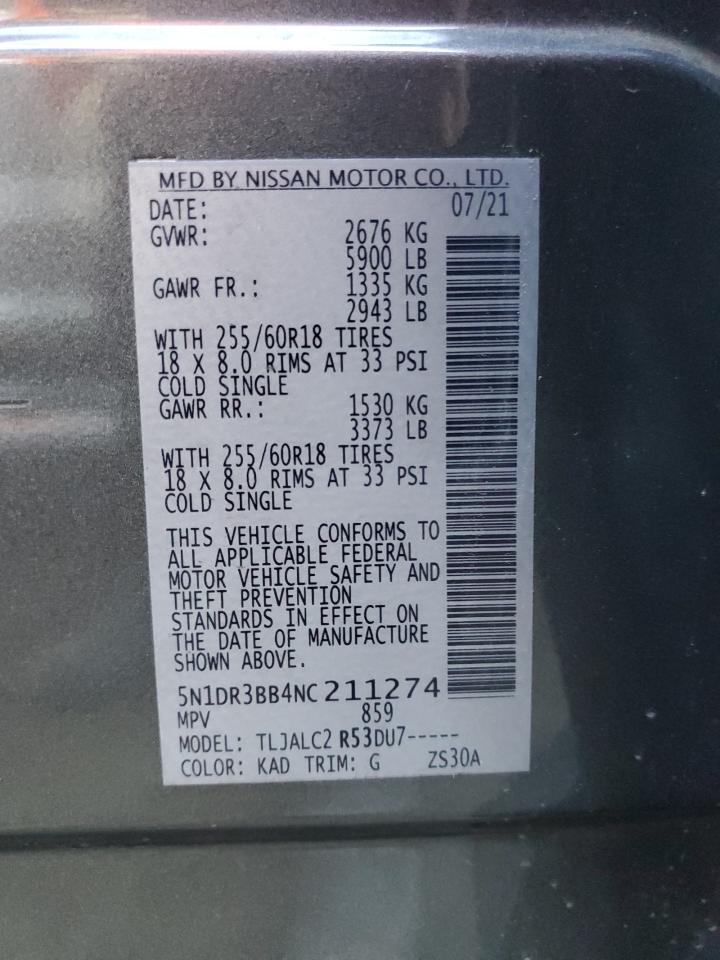 MFD BY NISSAN MOTOR CO., LTD.
DATE: 07/21
GVWR: 2676 KG
5900 LB
GAWR FR.: 1335 KG
2943 LB
WITH 255/60R18 TIRES
18 X 8.0 RIMS AT 33 PSI
COLD SINGLE
GAWR RR.: 1530 KG
3373 LB
WITH 255/60R18 TIRES
18 X 8.0 RIMS AT 33 PSI
COLD SINGLE
THIS VEHICLE CONFORMS TO
ALL APPLICABLE FEDERAL
MOTOR VEHICLE SAFETY AND
THEFT PREVENTION
STANDARDS IN EFFECT ON
THE DATE OF MANUFACTURE
SHOWN ABOVE.
5N1DR3BB4NC 211274
MPV 859
MODEL: TLJALC2 R53DU7-----
COLOR: KAD TRIM: G ZS30A